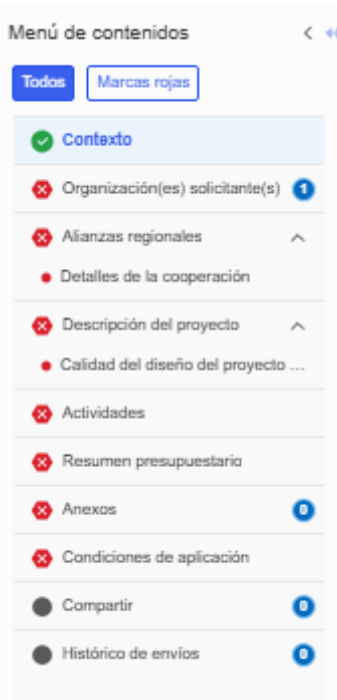 Menú de contenidos
Todos Marcas rojas
Contexto
Organización(es) solicitante(s) 1
Alianzas regionales
Detalles de la cooperación
Descripción del proyecto
Calidad del diseño del proyecto ...
Actividades
Resumen presupuestario
Anexos 0
Condiciones de aplicación
Compartir 0
Histórico de envíos 0